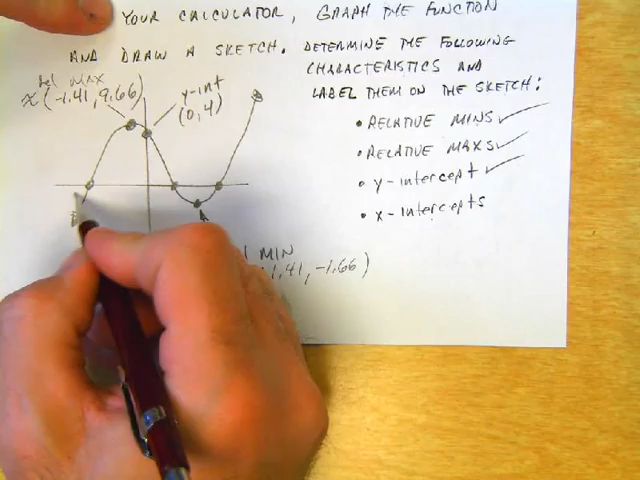 YOUR CALCULATOR, GRAPH THE FUNCTION
AND DRAW A SKETCH. DETERMINE THE FOLLOWING
CHARACTERISTICS AND
LABEL THEM ON THE SKETCH:
• RELATIVE MINS ✓
• RELATIVE MAXS ✓
• y-intercept ✓
• x-intercepts
rel MAX
≈(-1.41, 9.66)
y-int
(0,4)
MIN
1.41, -1.66)